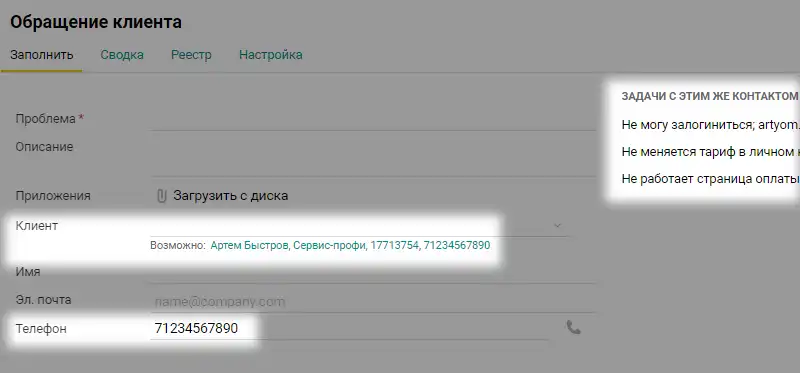 Обращение клиента
Заполнить Сводка Реестр Настройка
ЗАДАЧИ С ЭТИМ ЖЕ КОНТАКТОМ
Не могу залогиниться; artyom.
Не меняется тариф в личном
Не работает страница оплаты
Проблема *
Описание
Приложения Загрузить с диска
Клиент
Возможно: Артем Быстров, Сервис-профи, 17713754, 71234567890
Имя
Эл. почта name@company.com
Телефон 71234567890